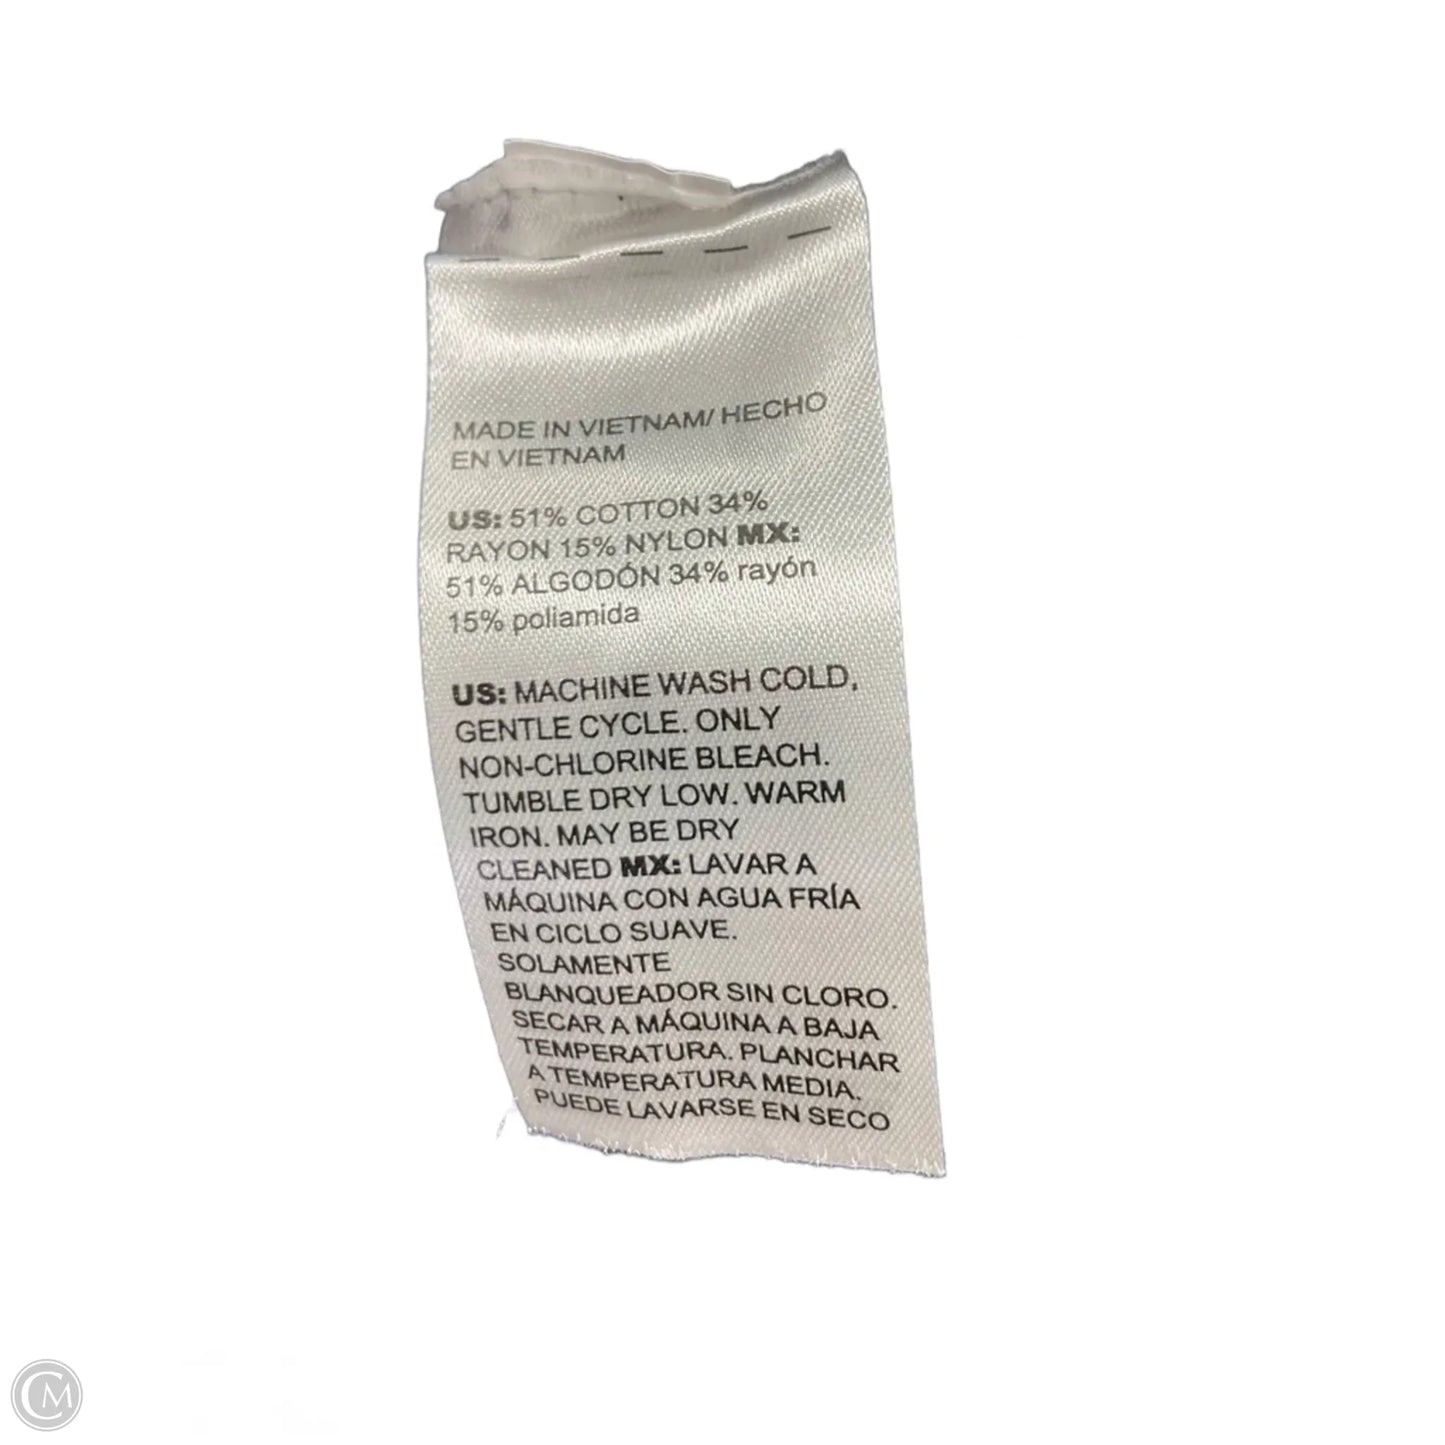 MADE IN VIETNAM/ HECHO
EN VIETNAM
US: 51% COTTON 34%
RAYON 15% NYLON MX:
51% ALGODÓN 34% rayón
15% poliamida
US: MACHINE WASH COLD,
GENTLE CYCLE. ONLY
NON-CHLORINE BLEACH.
TUMBLE DRY LOW. WARM
IRON. MAY BE DRY
CLEANED MX: LAVAR A
MÁQUINA CON AGUA FRÍA
EN CICLO SUAVE.
SOLAMENTE
BLANQUEADOR SIN CLORO.
SECAR A MÁQUINA A BAJA
TEMPERATURA. PLANCHAR
A TEMPERATURA MEDIA.
PUEDE LAVARSE EN SECO
CM